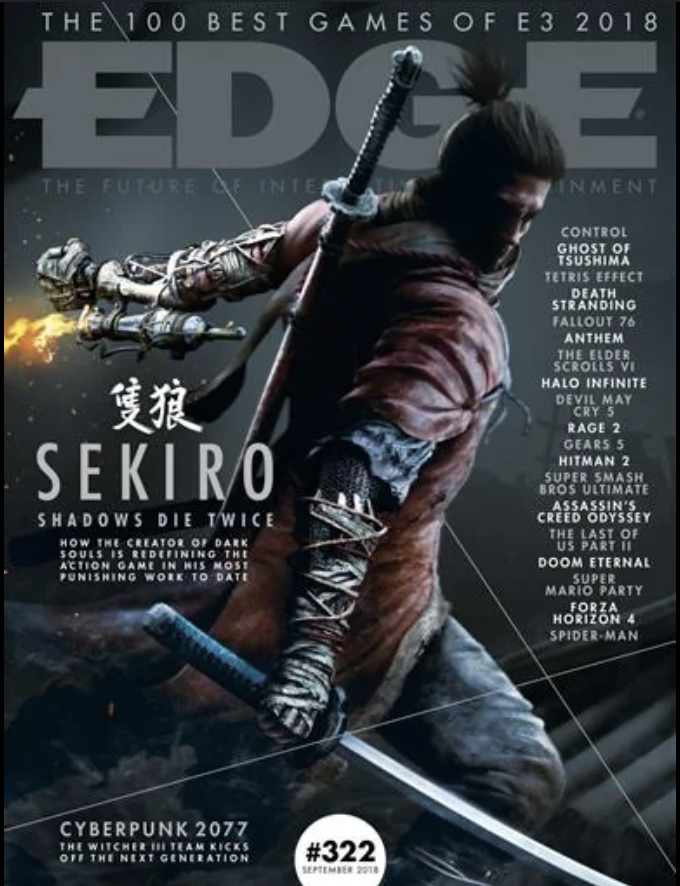 THE 100 BEST GAMES OF E3 2018
EDGE
THE FUTURE OF
CONTROL
GHOST OF
TSUSHIMA
TETRIS EFFECT
DEATH
STRANDING
FALLOUT 76
ANTHEM
THE ELDER
SCROLLS VI
HALO INFINITE
DEVIL MAY
CRY 5
RAGE 2
GEARS 5
HITMAN 2
SUPER SMASH
BROS ULTIMATE
ASSASSIN'S
CREED ODYSSEY
THE LAST OF
US PART II
DOOM ETERNAL
SUPER
MARIO PARTY
FORZA
HORIZON 4
SPIDER-MAN
隻狼
SEKIRO
SHADOWS DIE TWICE
HOW THE CREATOR OF DARK
SOULS IS REDEFINING THE
ACTION GAME IN HIS MOST
PUNISHING WORK TO DATE
CYBERPUNK 2077
THE WITCHER III TEAM KICKS
OFF THE NEXT GENERATION
#322
SEPTEMBER 2018